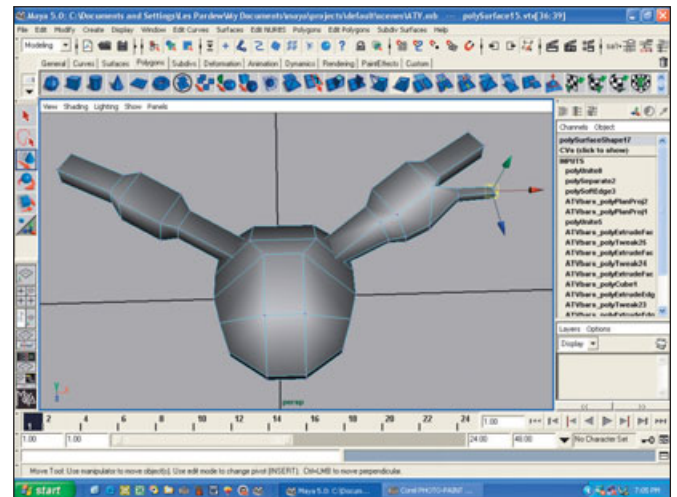 Maya 5.0: C:\Documents and Settings\Les Pardew\My Documents\maya\projects\default\scenes\ATV.mb --- polySurface15.vtx[36:39]
File Edit Modify Create Display Window Edit Curves Surfaces Edit NURBS Polygons Edit Polygons Subdiv Surfaces Help
Modeling
General Curves Surfaces Polygons Subdivs Deformation Animation Dynamics Rendering PaintEffects Custom
View Shading Lighting Show Panels
Channels Object
polySurfaceShape17
CVs (click to show)
INPUTS
polyUnite8
polySeparate2
polySoftEdge3
ATVbars_polyPlanProj2
ATVbars_polyPlanProj1
polyUnite5
ATVbars_polyExtrudeFac
ATVbars_polyTweak25
ATVbars_polyExtrudeFac
ATVbars_polyTweak24
ATVbars_polyExtrudeFac
ATVbars_polyCube1
ATVbars_polyExtrudeEdg
ATVbars_polyTweak23
ATVbars_polyExtrudeFac
Layers Options
Display
persp
2 4 6 8 10 12 14 16 18 20 22 24 1.00
1
1.00 1.00 24.00 48.00 No Character Set
Move Tool: Use manipulator to move object(s). Use edit mode to change pivot (INSERT). Ctrl+LMB to move perpendicular.
start Maya 5.0: C:\Docum... Corel PHOTO-PAINT ... 7:05 PM